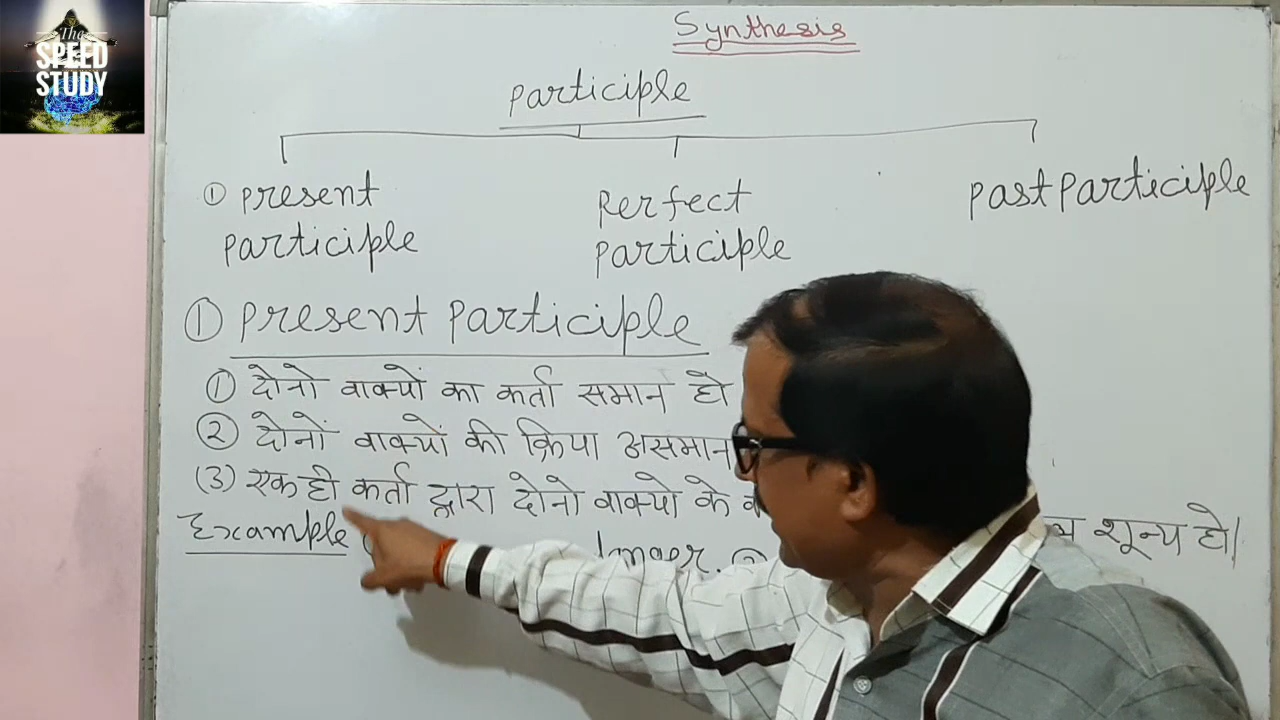 The
SPEED
STUDY
Synthesis
Participle
① Present Participle
Perfect Participle
Past Participle
① Present Participle
① दोनो वाक्यों का कर्ता समान हो
② दोनों वाक्यों की क्रिया असमान
(3) एक ही कर्ता द्वारा दोनो वाक्यो के शून्य हो।
Example